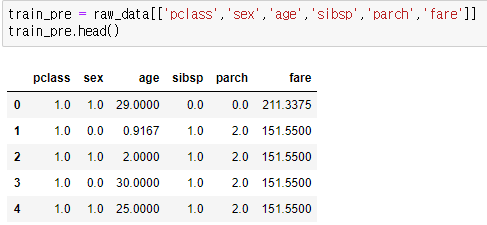 train_pre = raw_data[['pclass','sex','age','sibsp','parch','fare']]
train_pre.head()
pclass sex age sibsp parch fare
0 1.0 1.0 29.0000 0.0 0.0 211.3375
1 1.0 0.0 0.9167 1.0 2.0 151.5500
2 1.0 1.0 2.0000 1.0 2.0 151.5500
3 1.0 0.0 30.0000 1.0 2.0 151.5500
4 1.0 1.0 25.0000 1.0 2.0 151.5500